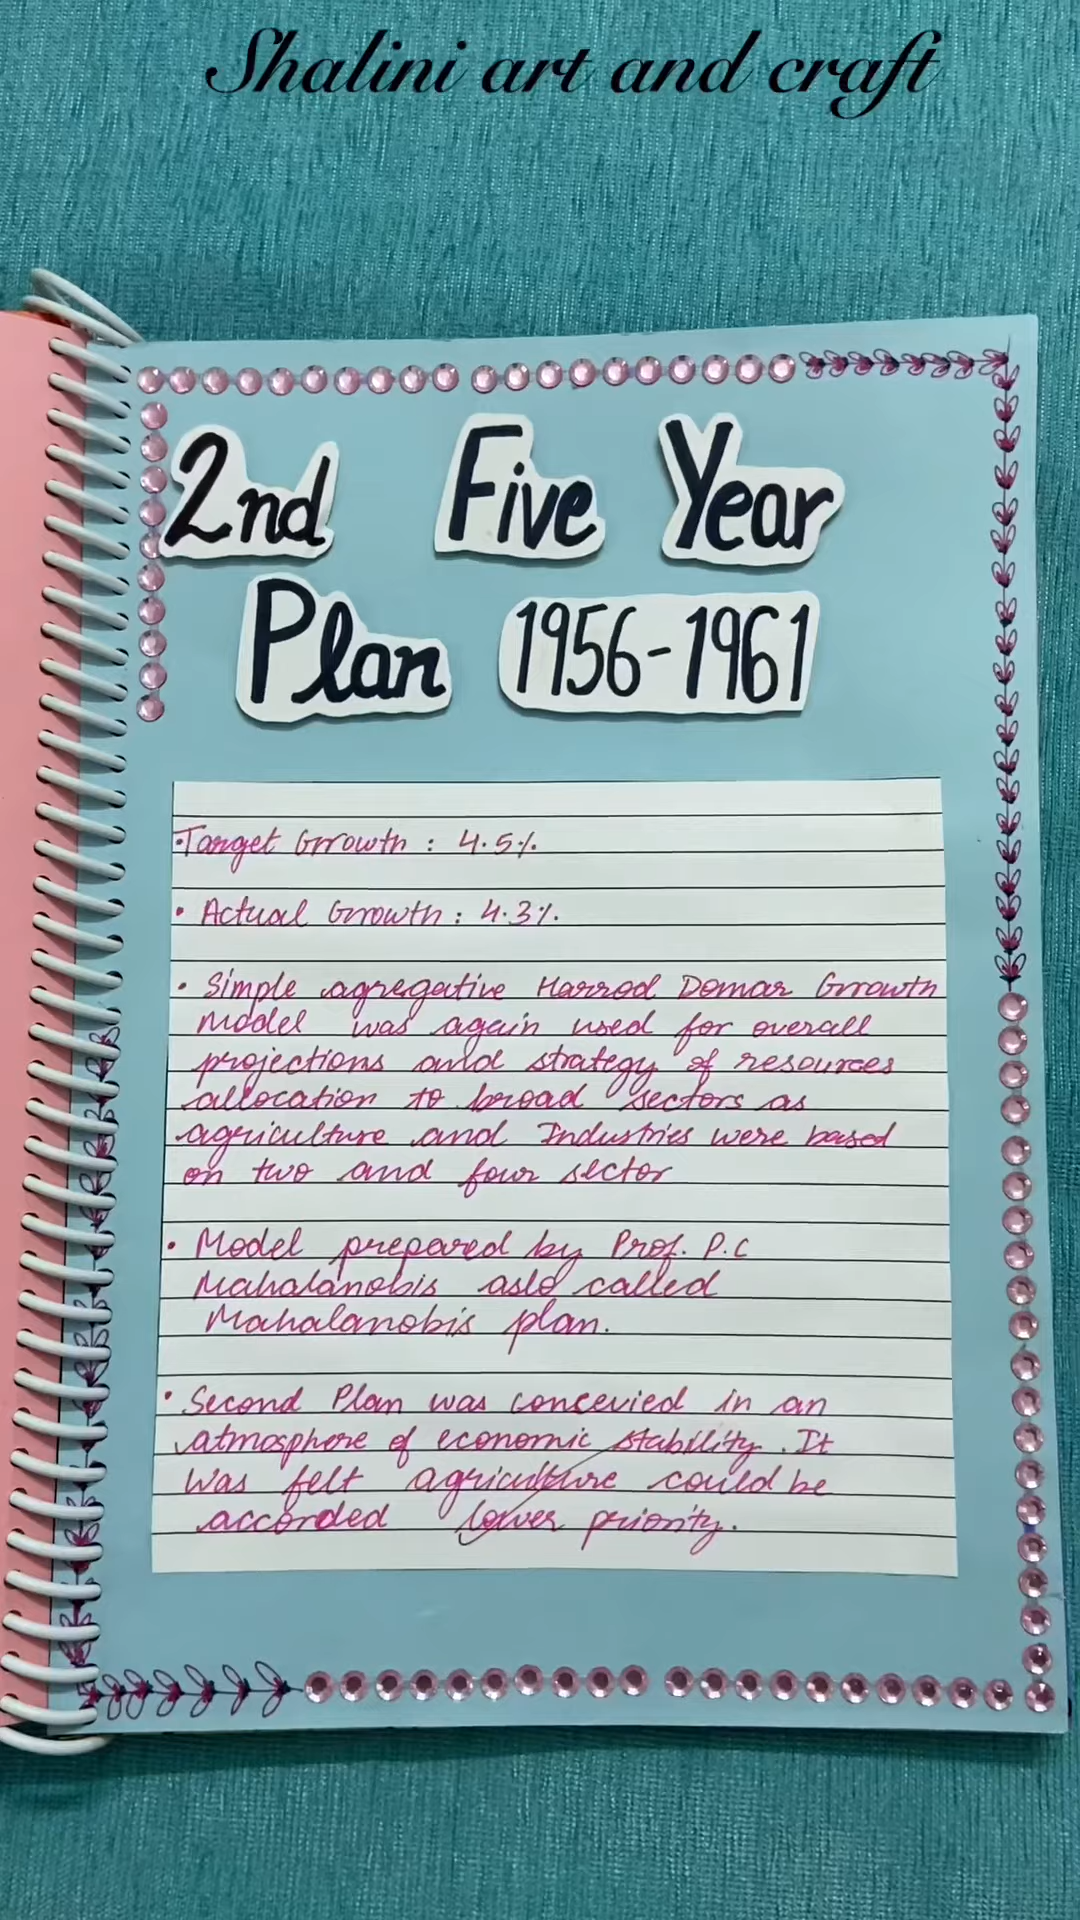 Shalini art and craft
2nd Five Year
Plan 1956-1961
• Target Growth : 4.5%.
• Actual Growth : 4.3%.
• Simple agregative Harrod Domar Growth
model was again used for overall
projections and strategy of resources
allocation to broad sectors as
agriculture and Industries were based
on two and four sector
• Model prepared by Prof. P.C
Mahalanobis aslo called
Mahalanobis plan.
• Second Plan was concevied in an
atmosphere of economic stability. It
was felt agriculture could be
accorded lower priority.